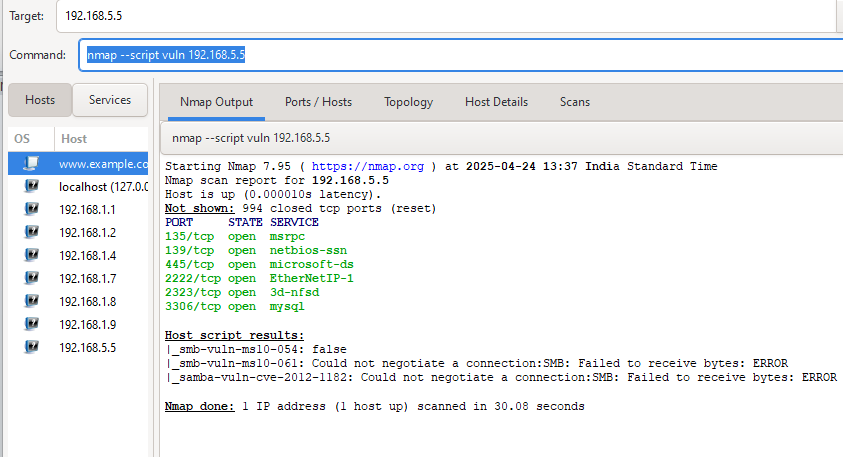 Target: 192.168.5.5
Command: nmap --script vuln 192.168.5.5
Hosts Services
Nmap Output Ports / Hosts Topology Host Details Scans
OS Host
www.example.co
localhost (127.0.0
192.168.1.1
192.168.1.2
192.168.1.4
192.168.1.7
192.168.1.8
192.168.1.9
192.168.5.5
nmap --script vuln 192.168.5.5
Starting Nmap 7.95 ( https://nmap.org ) at 2025-04-24 13:37 India Standard Time
Nmap scan report for 192.168.5.5
Host is up (0.000010s latency).
Not shown: 994 closed tcp ports (reset)
PORT STATE SERVICE
135/tcp open msrpc
139/tcp open netbios-ssn
445/tcp open microsoft-ds
2222/tcp open EtherNetIP-1
2323/tcp open 3d-nfsd
3306/tcp open mysql
Host script results:
|_smb-vuln-ms10-054: false
|_smb-vuln-ms10-061: Could not negotiate a connection:SMB: Failed to receive bytes: ERROR
|_samba-vuln-cve-2012-1182: Could not negotiate a connection:SMB: Failed to receive bytes: ERROR
Nmap done: 1 IP address (1 host up) scanned in 30.08 seconds